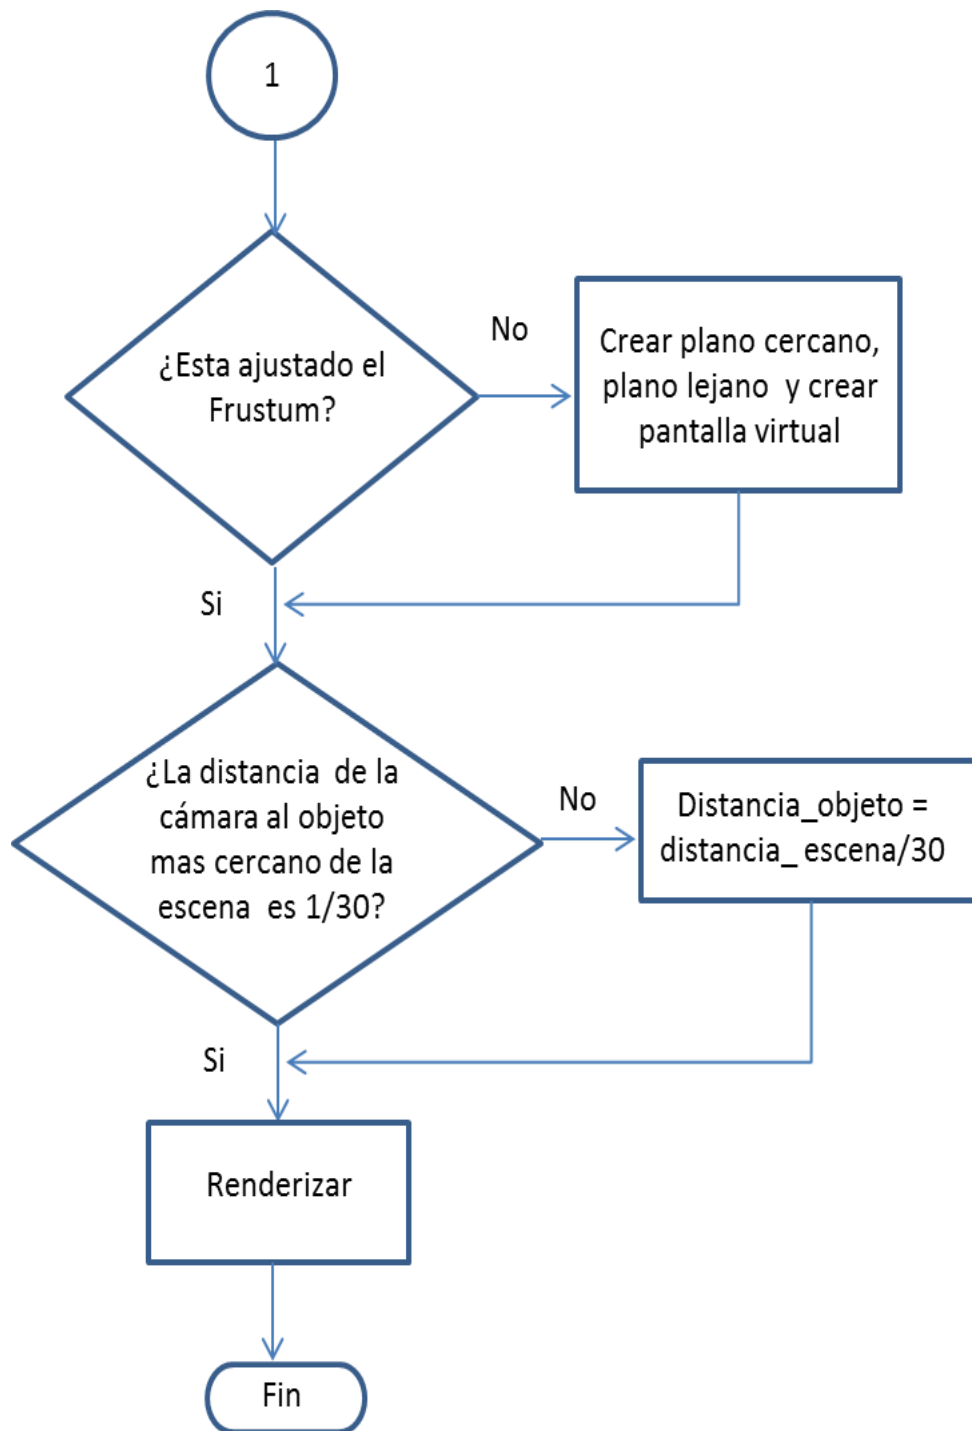 1
¿Esta ajustado el
Frustum?
No
Crear plano cercano,
plano lejano y crear
pantalla virtual
Si
¿La distancia de la
cámara al objeto
mas cercano de la
escena es 1/30?
No
Distancia_objeto =
distancia_ escena/30
Si
Renderizar
Fin